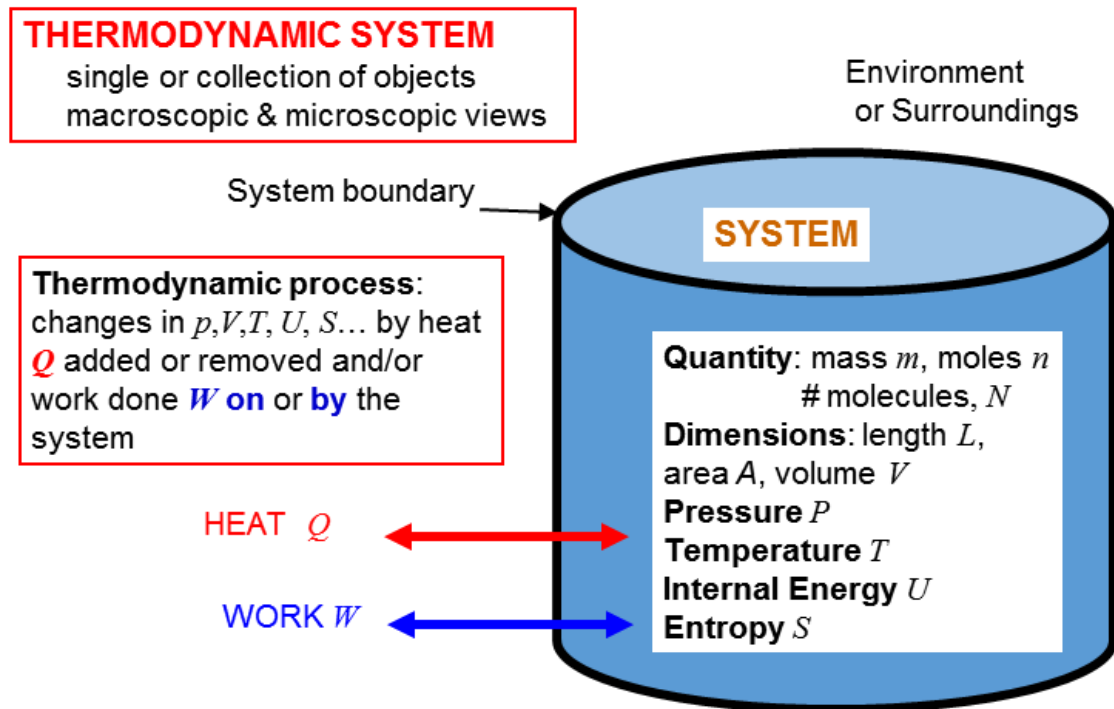 THERMODYNAMIC SYSTEM
single or collection of objects
macroscopic & microscopic views
Environment
or Surroundings
System boundary
SYSTEM
Thermodynamic process:
changes in p,V,T, U, S... by heat
Q added or removed and/or
work done W on or by the
system
Quantity: mass m, moles n
# molecules, N
Dimensions: length L,
area A, volume V
Pressure P
Temperature T
Internal Energy U
Entropy S
HEAT Q
WORK W